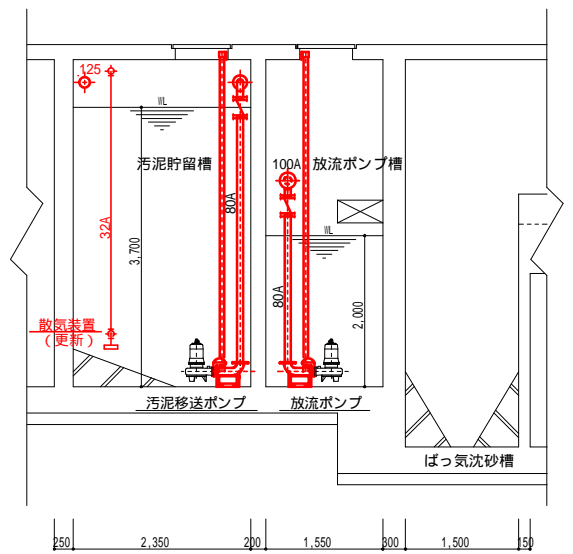 .125
WL
汚泥貯留槽
100A
放流ポンプ槽
80A
32A
3,700
WL
80A
2,000
散気装置
(更新)
汚泥移送ポンプ
放流ポンプ
ばっ気沈砂槽
250
2,350
200
1,550
300
1,500
150